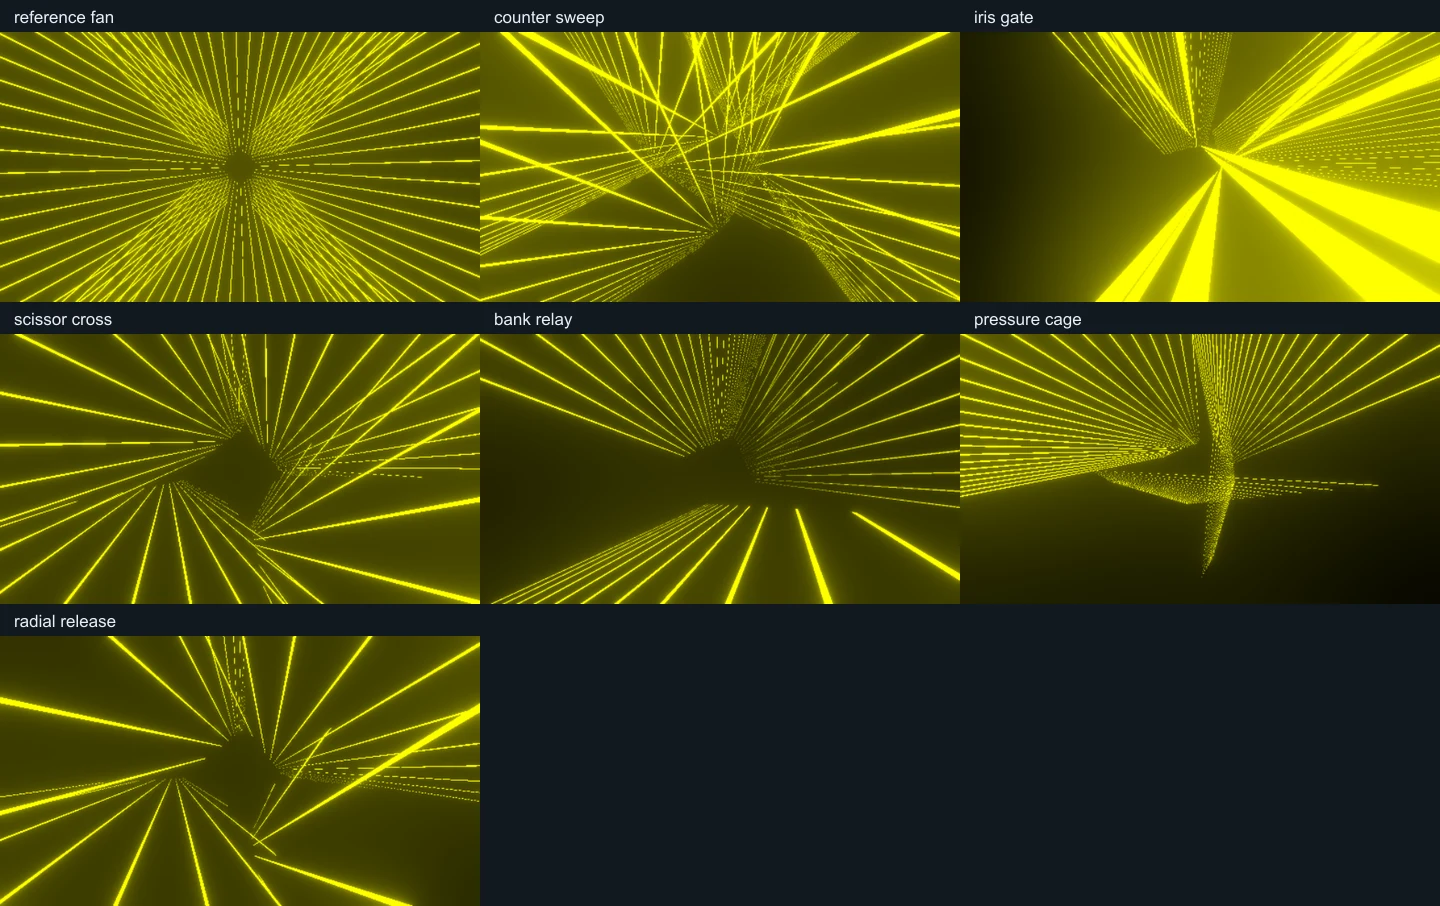 reference fan
counter sweep
iris gate
scissor cross
bank relay
pressure cage
radial release